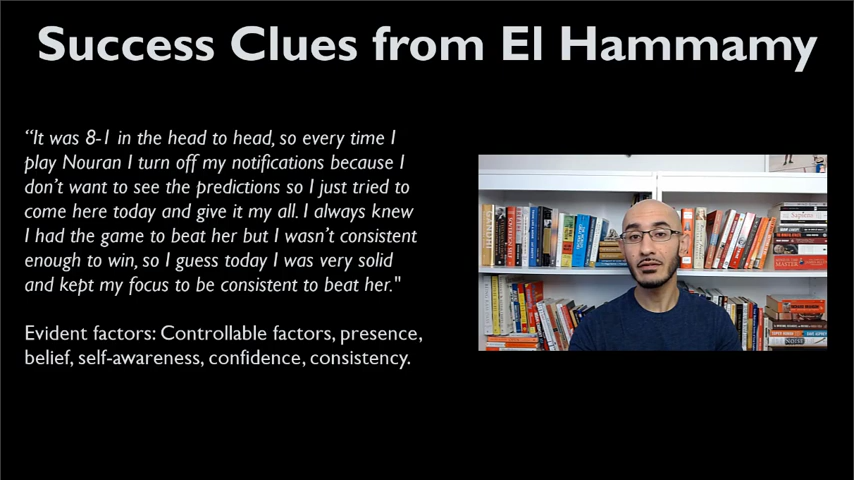 Success Clues from El Hammamy
“It was 8-1 in the head to head, so every time I
play Nouran I turn off my notifications because I
don’t want to see the predictions so I just tried to
come here today and give it my all. I always knew
I had the game to beat her but I wasn’t consistent
enough to win, so I guess today I was very solid
and kept my focus to be consistent to beat her."
Evident factors: Controllable factors, presence,
belief, self-awareness, confidence, consistency.
Sapiens
MASTER